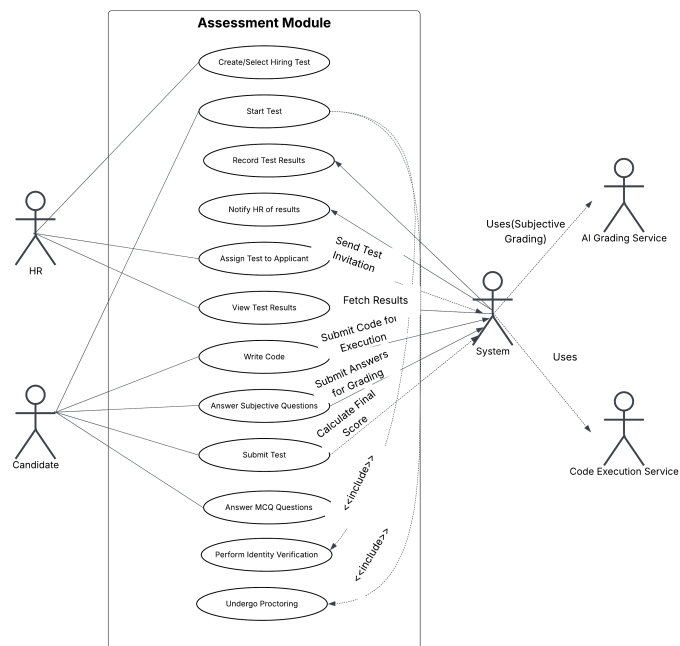 Assessment Module
Create/Select Hiring Test
Start Test
Record Test Results
Notify HR of results
Assign Test to Applicant
View Test Results
Write Code
Answer Subjective Questions
Submit Test
Answer MCQ Questions
Perform Identity Verification
Undergo Proctoring
HR
Candidate
Send Test
Invitation
Fetch Results
Submit Code for
Execution
Submit Answers
for Grading
Calculate Final
Score
<<include>>
<<include>>
System
Uses(Subjective
Grading)
AI Grading Service
Uses
Code Execution Service